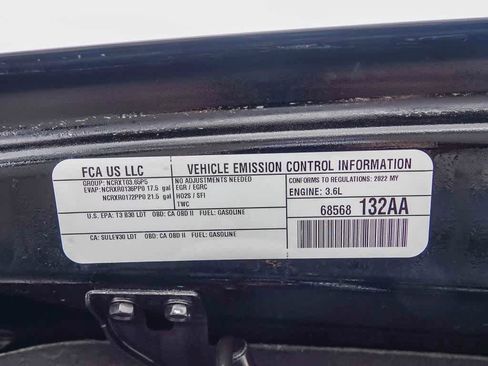 FCA US LLC
VEHICLE EMISSION CONTROL INFORMATION
GROUP: NCRXT03.65P5
EVAP: NCRXR0136PP0 17.5 gal
NCRXR0172PP0 21.5 gal
NO ADJUSTMENTS NEEDED
EGR / EGRC
HO2S / SFI
TWC
CONFORMS TO REGULATIONS: 2022 MY
ENGINE: 3.6L
68568 132AA
U.S. EPA: T3 B30 LDT OBD: CA OBD II FUEL: GASOLINE
CA: SULEV30 LDT OBD: CA OBD II FUEL: GASOLINE